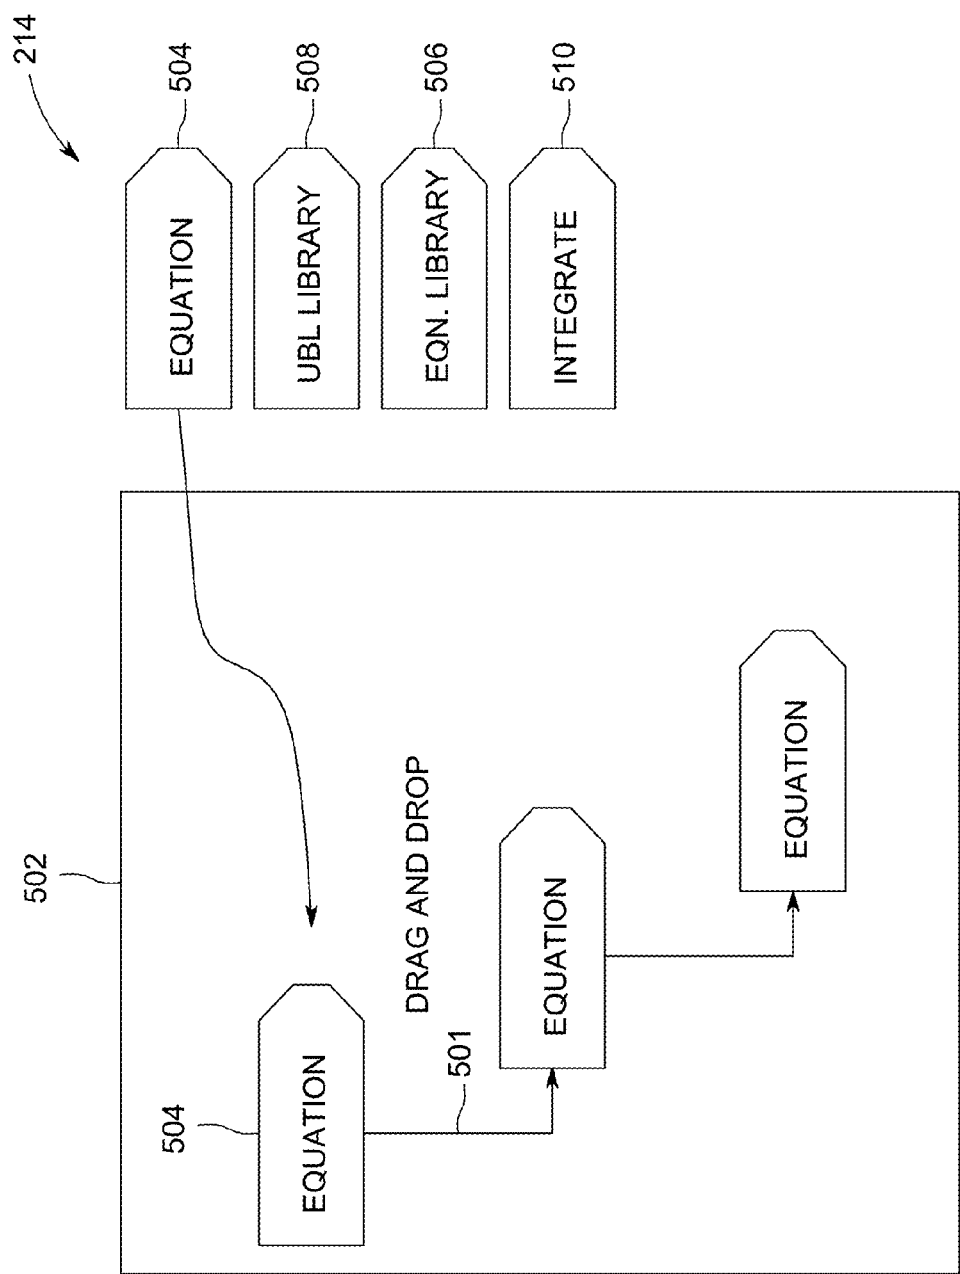 214
502
504
EQUATION
508
UBL LIBRARY
506
EQN. LIBRARY
510
INTEGRATE
504
EQUATION
DRAG AND DROP
501
EQUATION
EQUATION